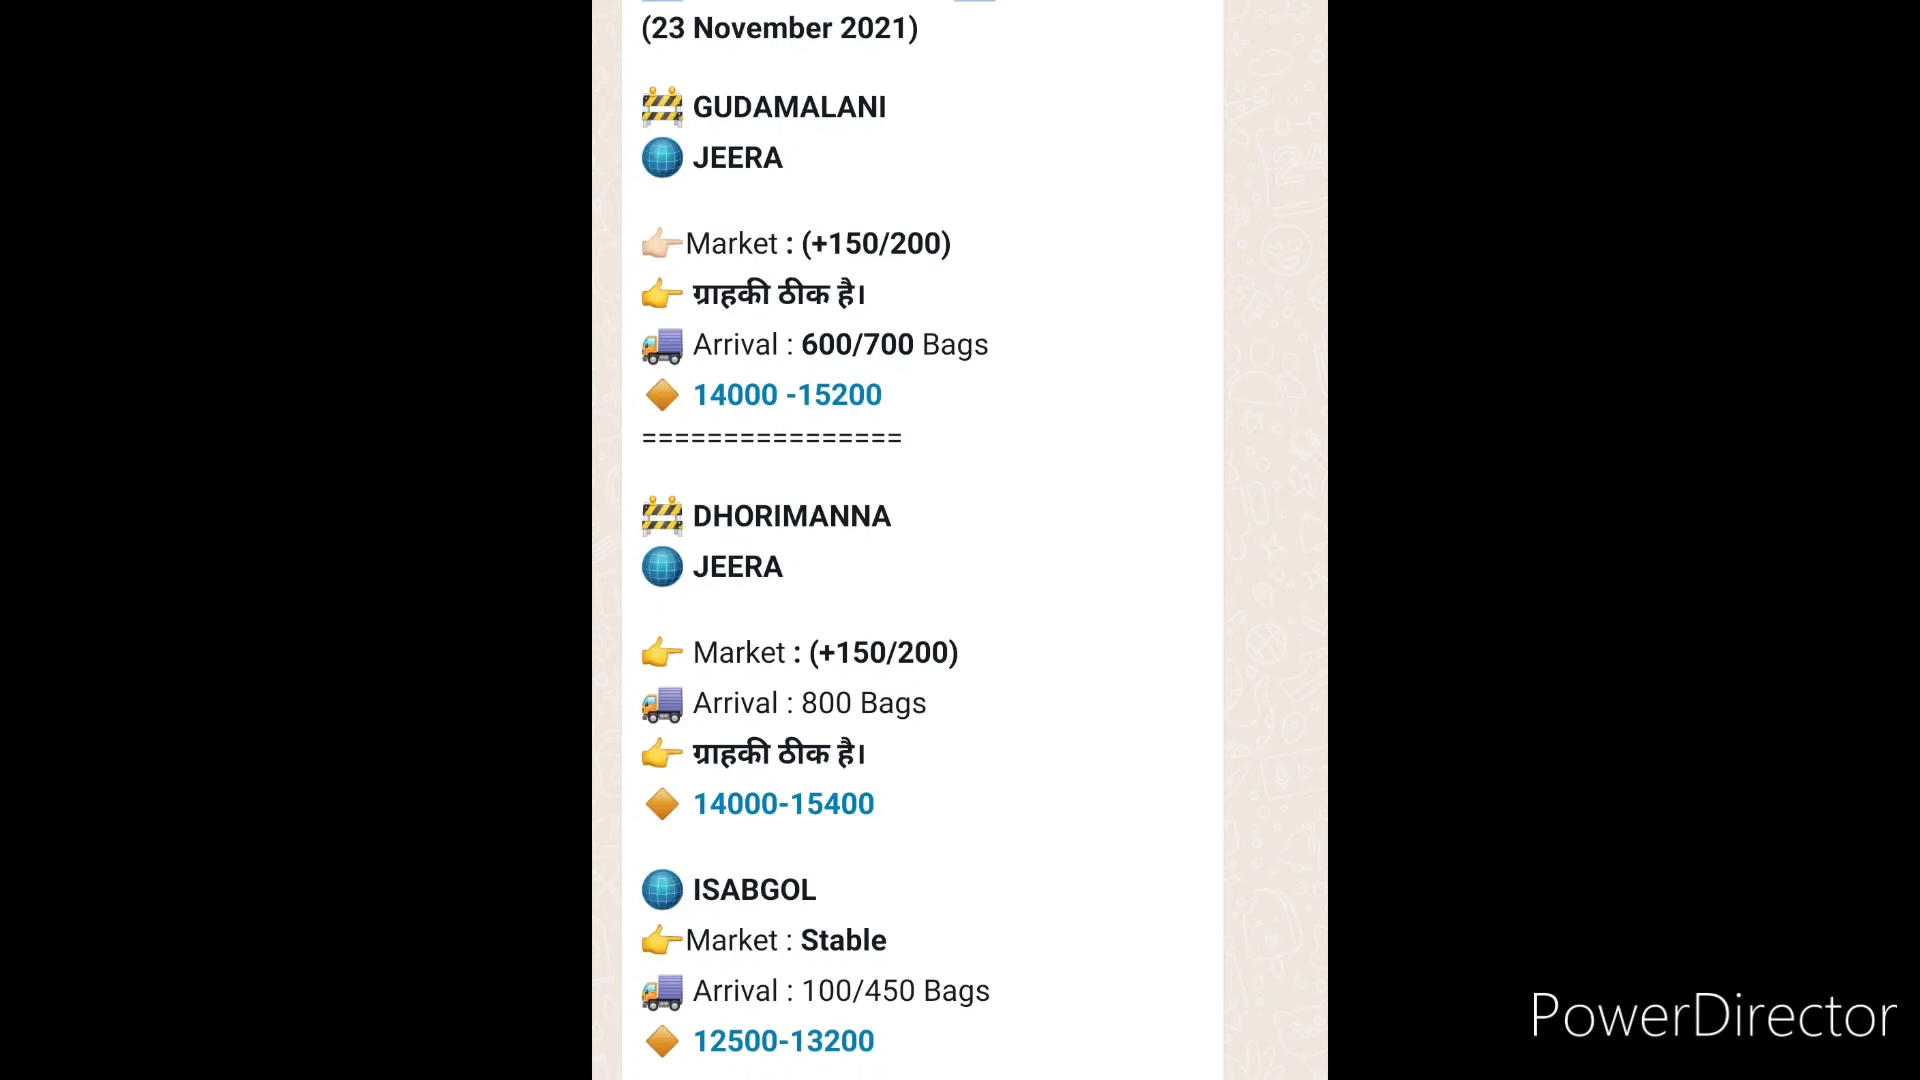 (23 November 2021)
🚧 GUDAMALANI
🌐 JEERA
👉🏻Market : (+150/200)
👉 ग्राहकी ठीक है।
🚚 Arrival : 600/700 Bags
🔸 14000 -15200
================
🚧 DHORIMANNA
🌐 JEERA
👉 Market : (+150/200)
🚚 Arrival : 800 Bags
👉 ग्राहकी ठीक है।
🔸 14000-15400
🌐 ISABGOL
👉Market : Stable
🚚 Arrival : 100/450 Bags
🔸 12500-13200
PowerDirector